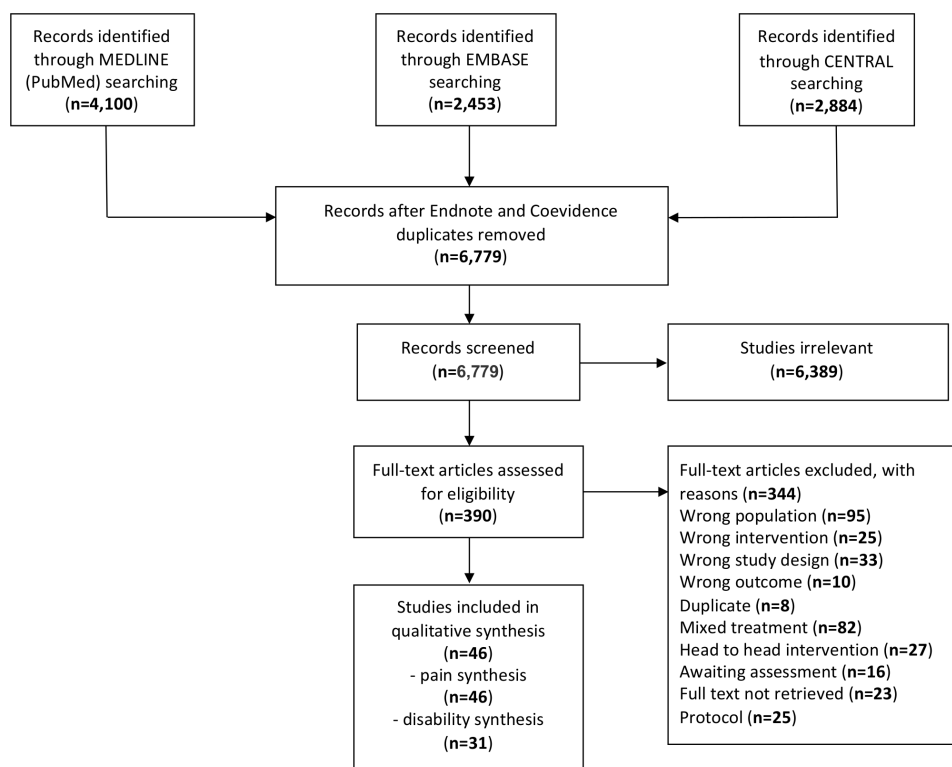 Records identified
through MEDLINE
(PubMed) searching
(n=4,100)
Records identified
through EMBASE
searching
(n=2,453)
Records identified
through CENTRAL
searching
(n=2,884)
Records after Endnote and Coevidence
duplicates removed
(n=6,779)
Records screened
(n=6,779)
Studies irrelevant
(n=6,389)
Full-text articles assessed
for eligibility
(n=390)
Full-text articles excluded, with
reasons (n=344)
Wrong population (n=95)
Wrong intervention (n=25)
Wrong study design (n=33)
Wrong outcome (n=10)
Duplicate (n=8)
Mixed treatment (n=82)
Head to head intervention (n=27)
Awaiting assessment (n=16)
Full text not retrieved (n=23)
Protocol (n=25)
Studies included in
qualitative synthesis
(n=46)
- pain synthesis
(n=46)
- disability synthesis
(n=31)